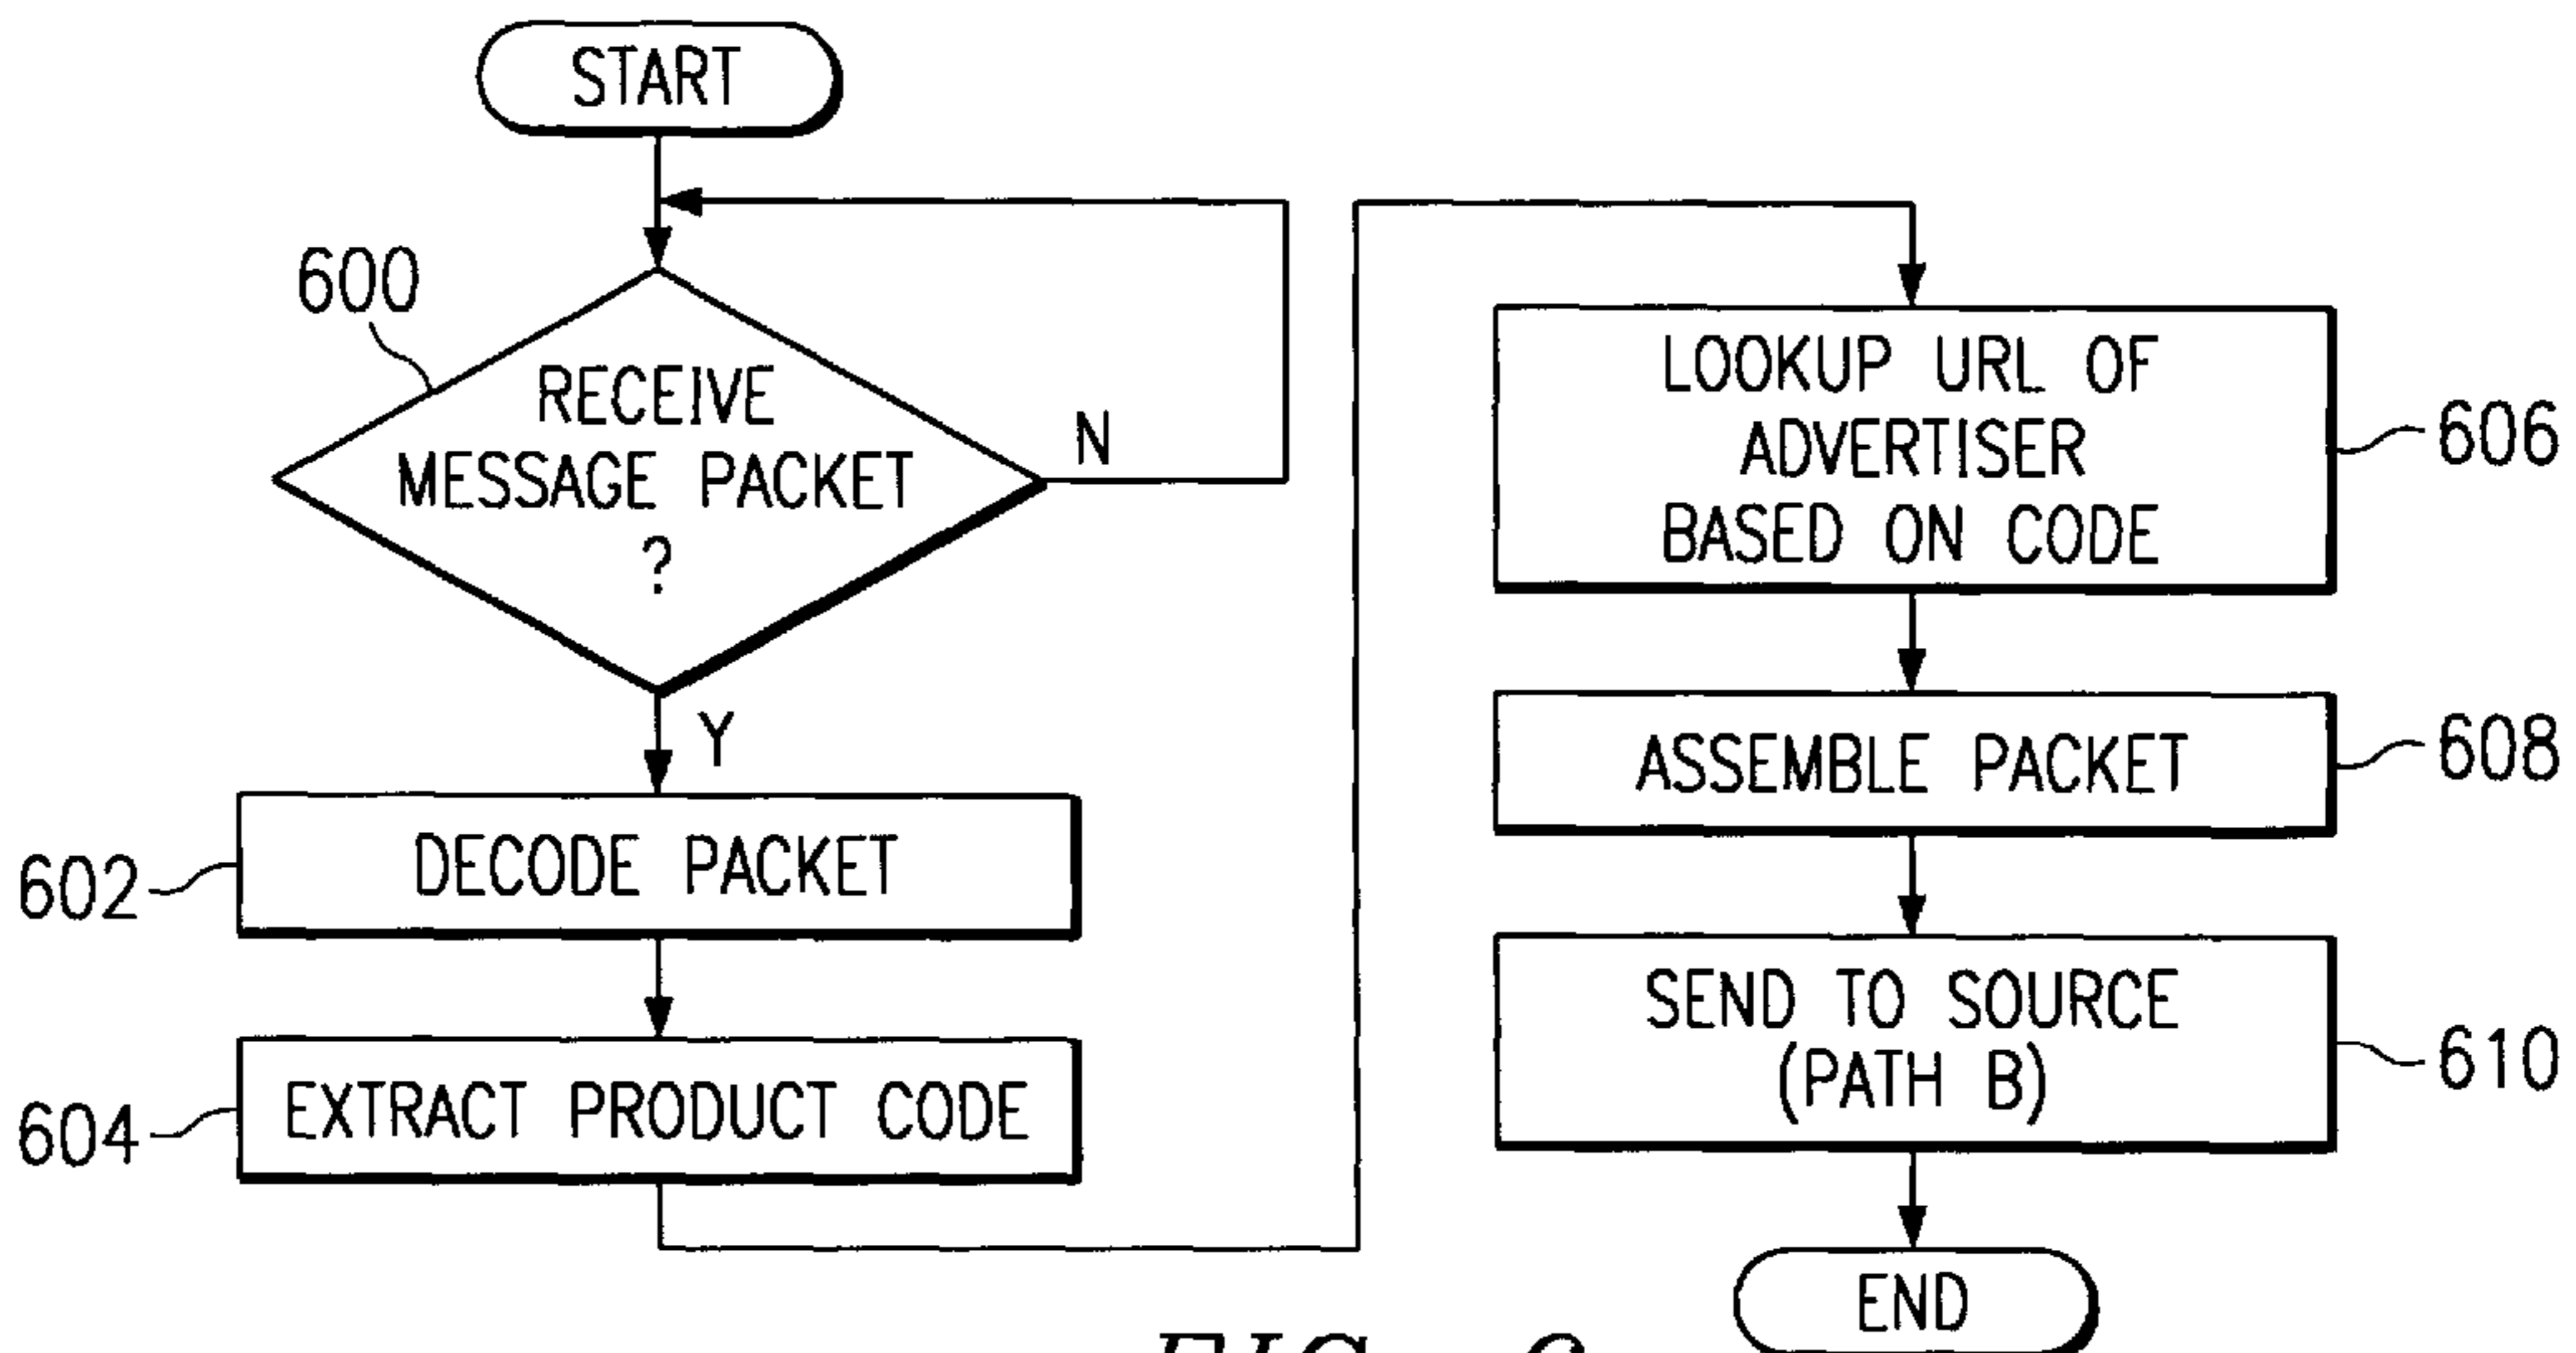 START
600
RECEIVE
MESSAGE PACKET
?
N
Y
602
DECODE PACKET
604
EXTRACT PRODUCT CODE
LOOKUP URL OF
ADVERTISER
BASED ON CODE
606
ASSEMBLE PACKET
608
SEND TO SOURCE
(PATH B)
610
END